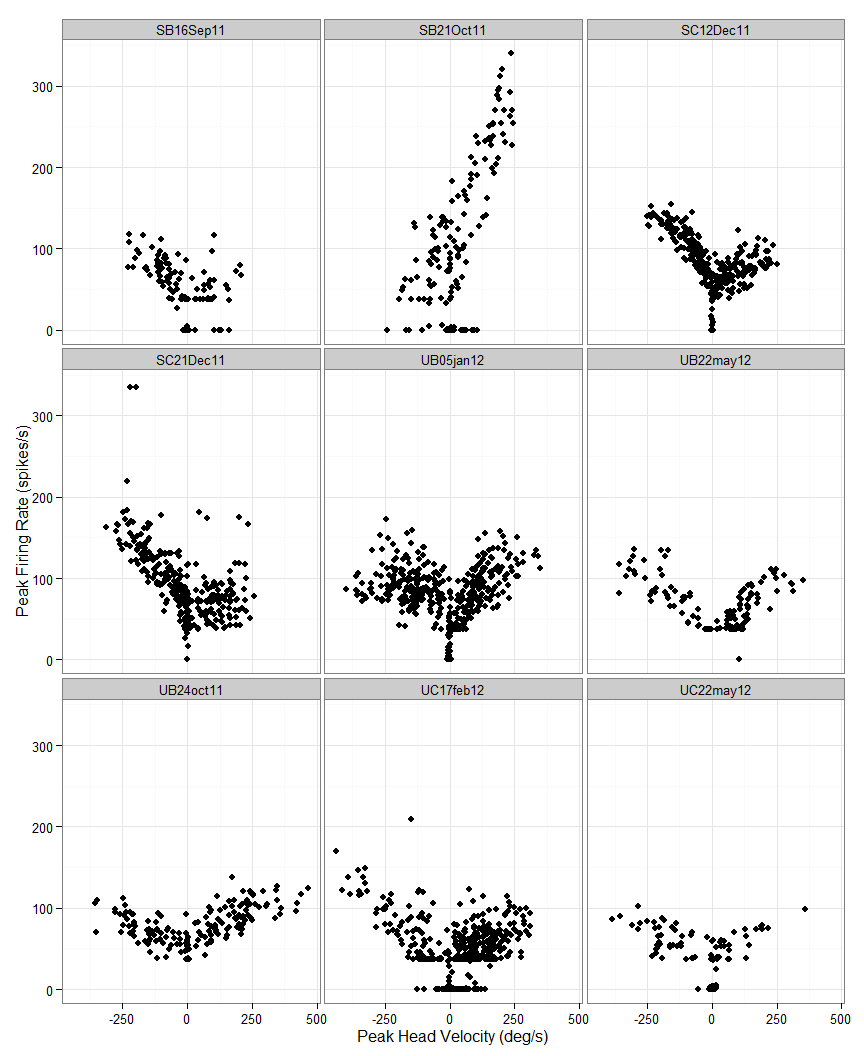 SB16Sep11 SB21Oct11 SC12Dec11
300
200
100
0
SC21Dec11 UB05jan12 UB22may12
300
200
100
0
Peak Firing Rate (spikes/s)
UB24oct11 UC17feb12 UC22may12
300
200
100
0
-250 0 250 500 -250 0 250 500 -250 0 250 500
Peak Head Velocity (deg/s)